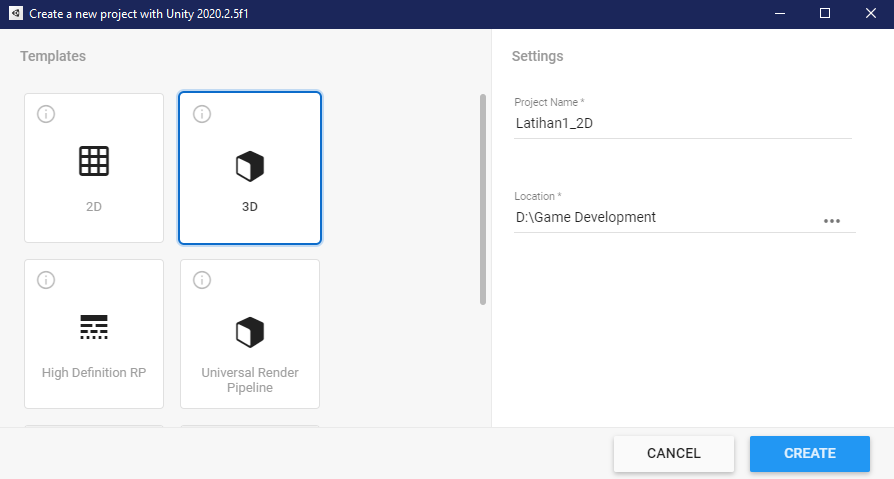 Create a new project with Unity 2020.2.5f1
Templates
2D
3D
High Definition RP
Universal Render
Pipeline
Settings
Project Name *
Latihan1_2D
Location *
D:\Game Development
CANCEL
CREATE